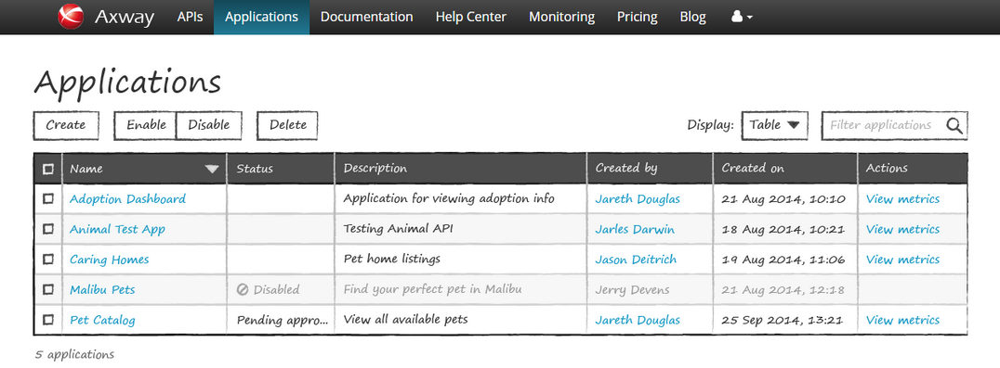 Axway APIs Applications Documentation Help Center Monitoring Pricing Blog
Applications
Create Enable Disable Delete Display: Table Filter applications
Name Status Description Created by Created on Actions
Adoption Dashboard Application for viewing adoption info Jareth Douglas 21 Aug 2014, 10:10 View metrics
Animal Test App Testing Animal API Jarles Darwin 18 Aug 2014, 10:21 View metrics
Caring Homes Pet home listings Jason Deitrich 19 Aug 2014, 11:06 View metrics
Malibu Pets Disabled Find your perfect pet in Malibu Jerry Devens 21 Aug 2014, 12:18
Pet Catalog Pending appro... View all available pets Jareth Douglas 25 Sep 2014, 13:21 View metrics
5 applications